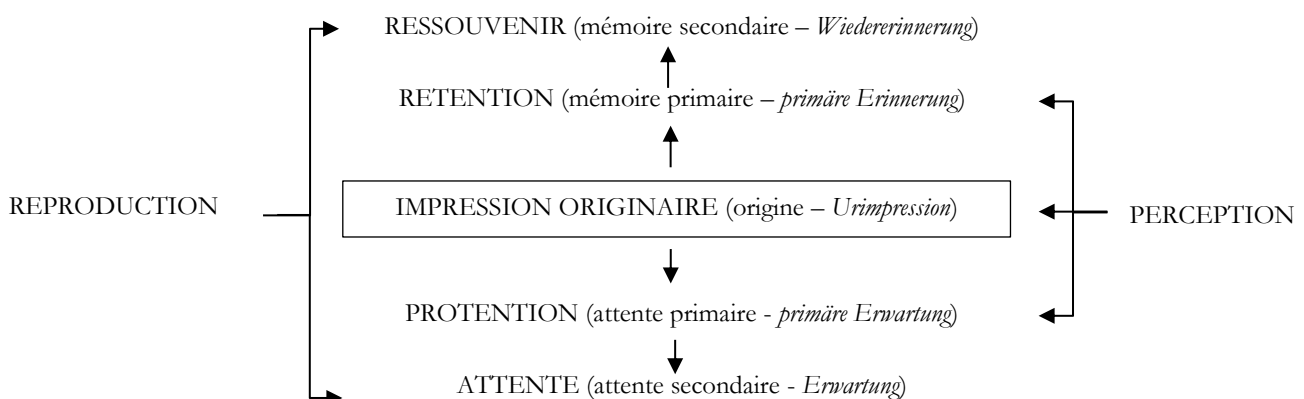 RESSOUVENIR (mémoire secondaire – Wiedererinnerung)
RETENTION (mémoire primaire – primäre Erinnerung)
REPRODUCTION
IMPRESSION ORIGINAIRE (origine – Urimpression)
PERCEPTION
PROTENTION (attente primaire - primäre Erwartung)
ATTENTE (attente secondaire - Erwartung)